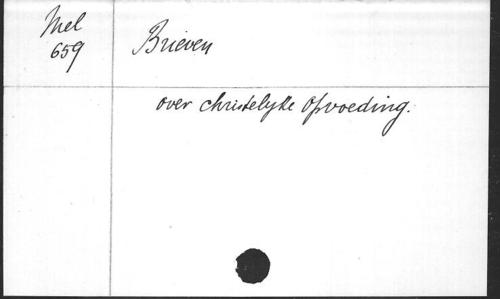 Mel
659
Brieven
over christelyke Opvoeding.